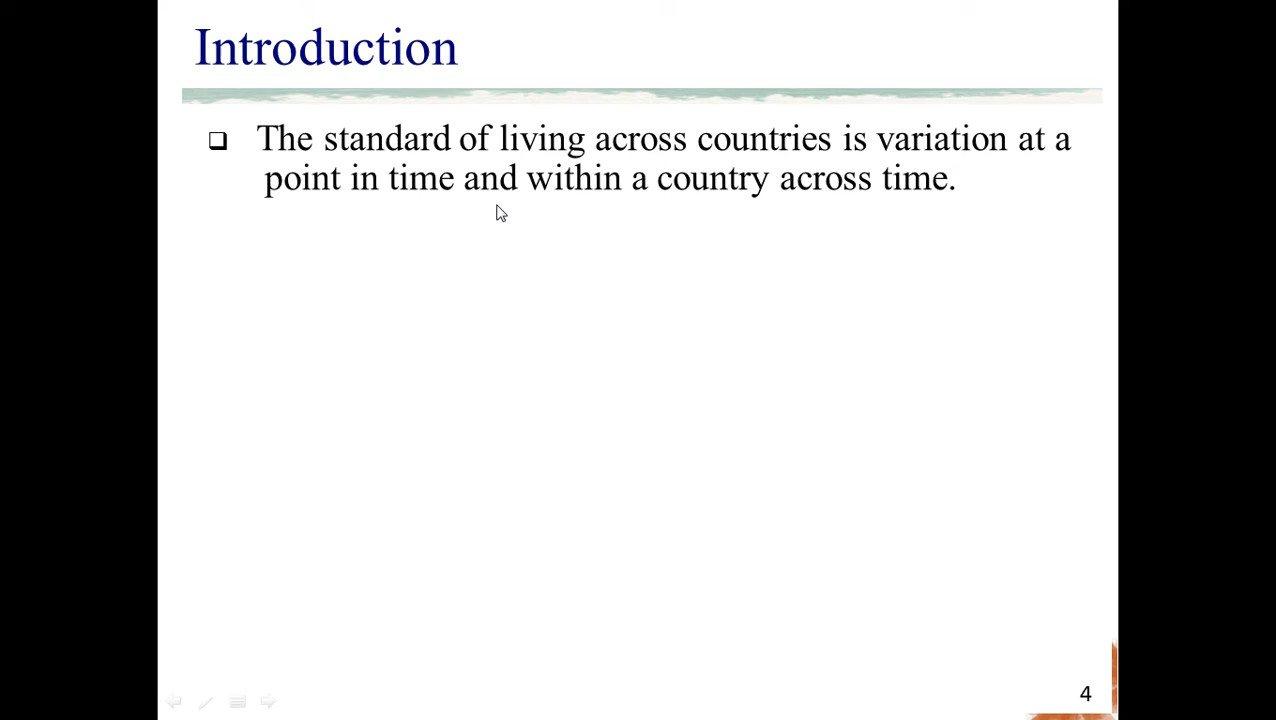 Introduction
The standard of living across countries is variation at a
point in time and within a country across time.
4